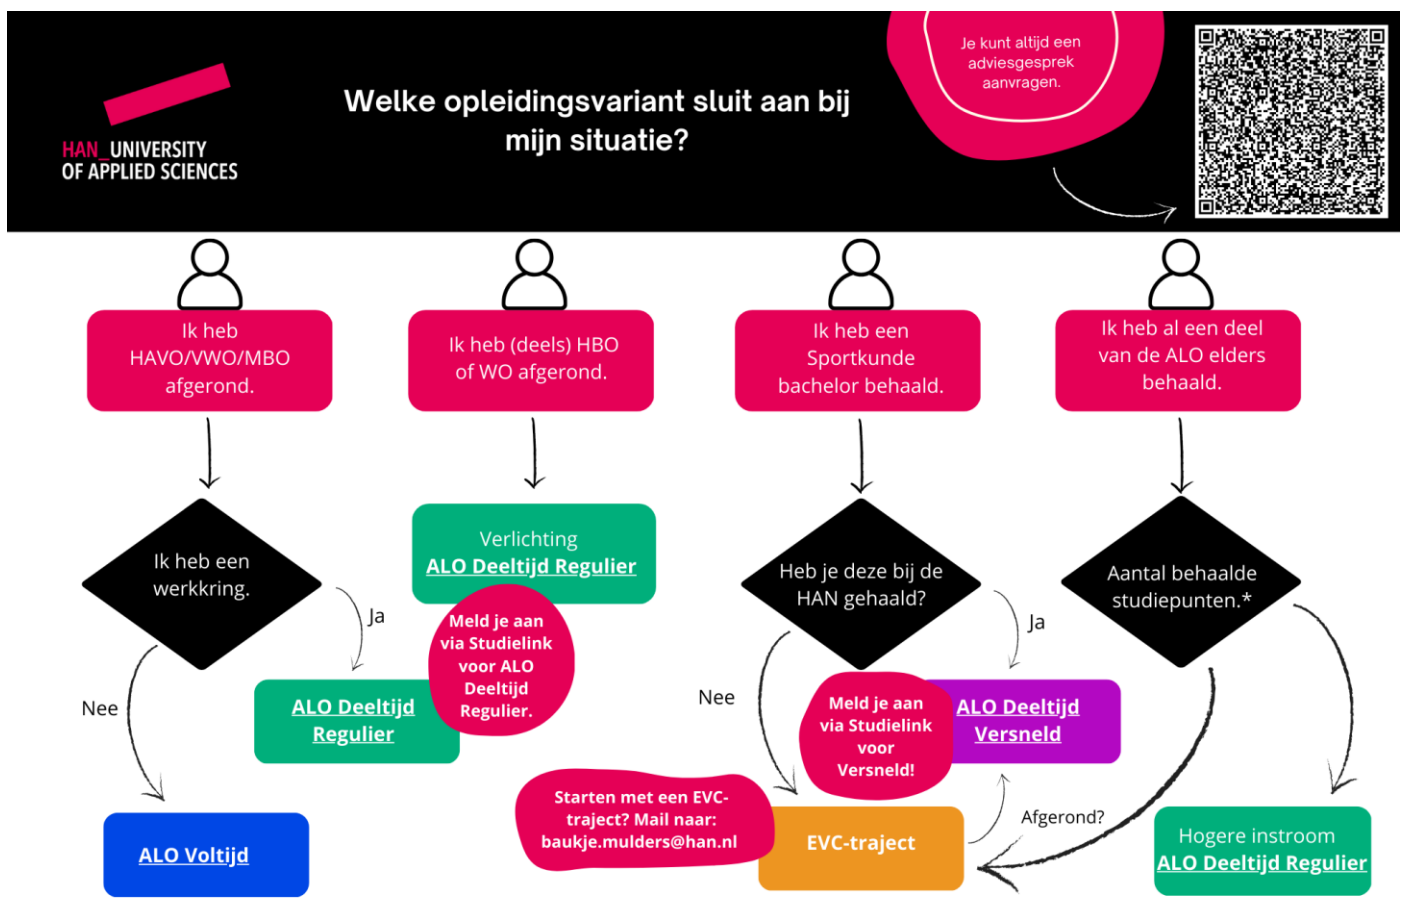 HAN_UNIVERSITY
OF APPLIED SCIENCES
Welke opleidingsvariant sluit aan bij
mijn situatie?
Je kunt altijd een
adviesgesprek
aanvragen.
Ik heb
HAVO/VWO/MBO
afgerond.
Ik heb (deels) HBO
of WO afgerond.
Ik heb een
Sportkunde
bachelor behaald.
Ik heb al een deel
van de ALO elders
behaald.
Ik heb een
werkkring.
Verlichting
ALO Deeltijd Regulier
Heb je deze bij de
HAN gehaald?
Aantal behaalde
studiepunten.*
Ja
Meld je aan
via Studielink
voor ALO
Deeltijd
Regulier.
Ja
Nee
ALO Deeltijd
Regulier
Nee
Meld je aan
via Studielink
voor
Versneld!
ALO Deeltijd
Versneld
Starten met een EVC-
traject? Mail naar:
baukje.mulders@han.nl
Afgerond?
ALO Voltijd
EVC-traject
Hogere instroom
ALO Deeltijd Regulier